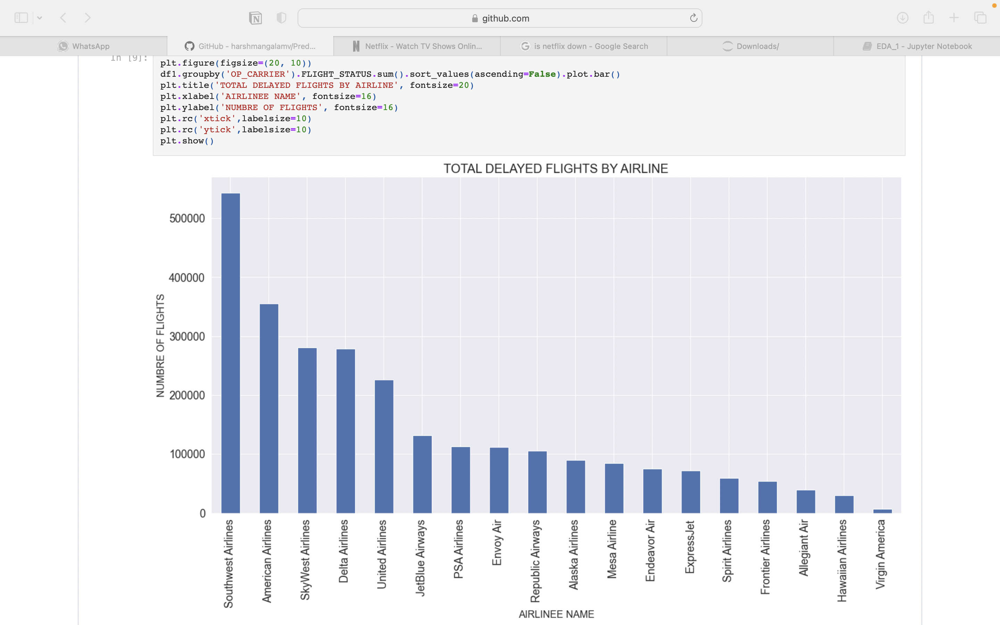 github.com
WhatsApp
GitHub - harshmangalamv/Pred...
Netflix - Watch TV Shows Onlin...
is netflix down - Google Search
Downloads/
EDA_1 - Jupyter Notebook
In [9]:
plt.figure(figsize=(20, 10))
df1.groupby('OP_CARRIER').FLIGHT_STATUS.sum().sort_values(ascending=False).plot.bar()
plt.title('TOTAL DELAYED FLIGHTS BY AIRLINE', fontsize=20)
plt.xlabel('AIRLINEE NAME', fontsize=16)
plt.ylabel('NUMBRE OF FLIGHTS', fontsize=16)
plt.rc('xtick',labelsize=10)
plt.rc('ytick',labelsize=10)
plt.show()
TOTAL DELAYED FLIGHTS BY AIRLINE
NUMBRE OF FLIGHTS
500000
400000
300000
200000
100000
0
Southwest Airlines
American Airlines
SkyWest Airlines
Delta Airlines
United Airlines
JetBlue Airways
PSA Airlines
Envoy Air
Republic Airways
Alaska Airlines
Mesa Airline
Endeavor Air
ExpressJet
Spirit Airlines
Frontier Airlines
Allegiant Air
Hawaiian Airlines
Virgin America
AIRLINEE NAME